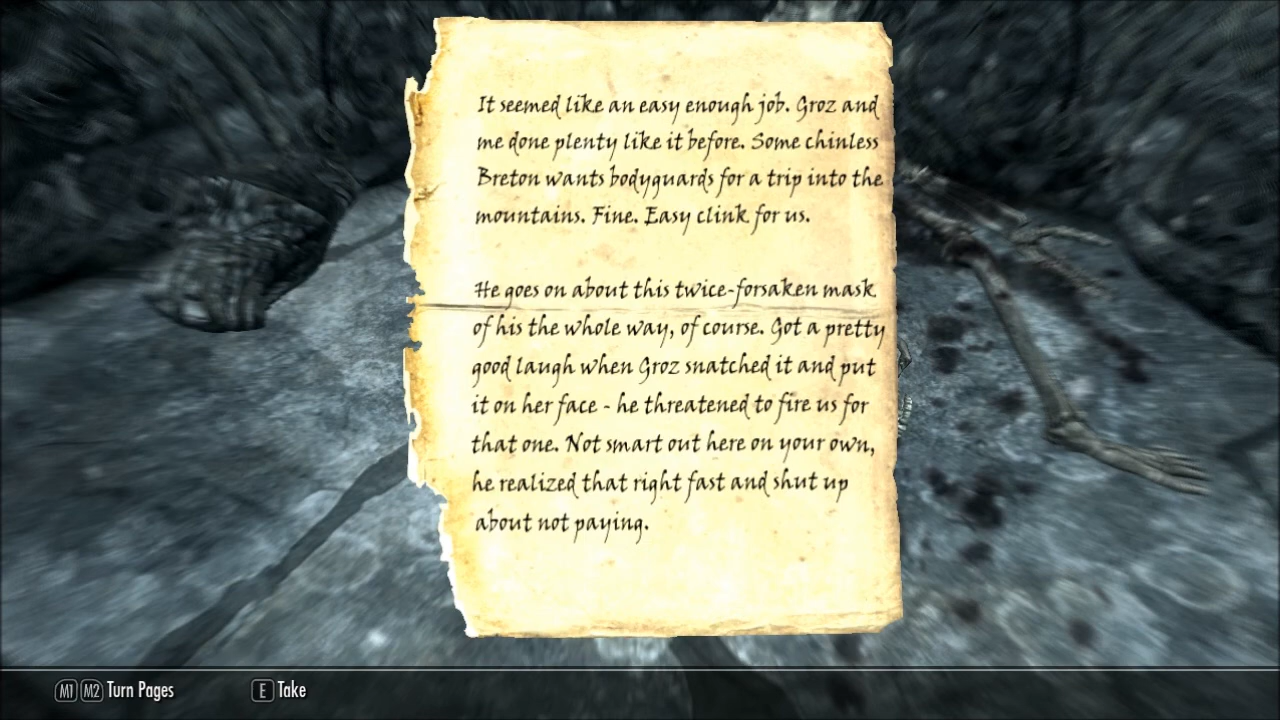 It seemed like an easy enough job. Groz and
me done plenty like it before. Some chinless
Breton wants bodyguards for a trip into the
mountains. Fine. Easy clink for us.
He goes on about this twice-forsaken mask
of his the whole way, of course. Got a pretty
good laugh when Groz snatched it and put
it on her face - he threatened to fire us for
that one. Not smart out here on your own,
he realized that right fast and shut up
about not paying.
M1 M2 Turn Pages E Take